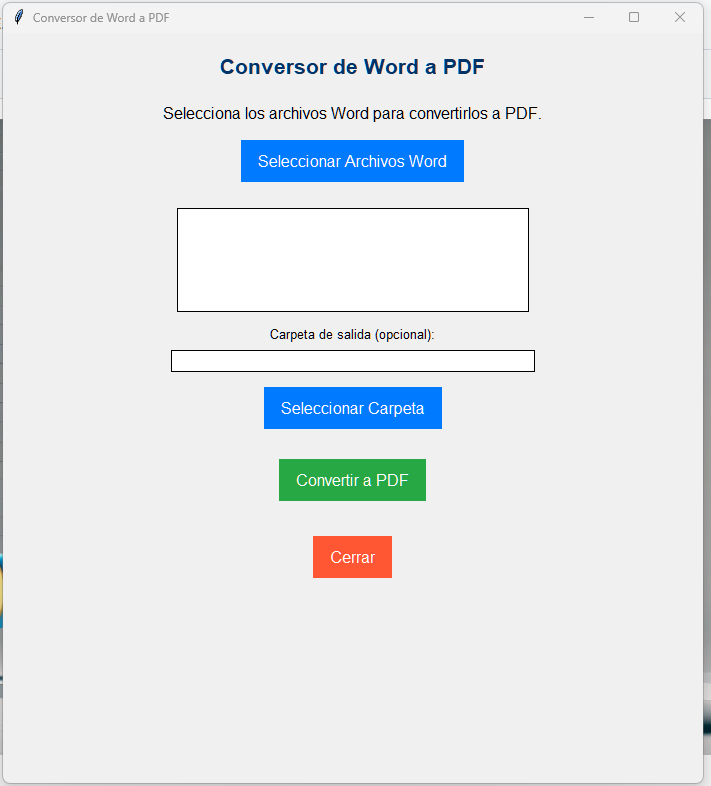 Conversor de Word a PDF
Conversor de Word a PDF
Selecciona los archivos Word para convertirlos a PDF.
Seleccionar Archivos Word
Carpeta de salida (opcional):
Seleccionar Carpeta
Convertir a PDF
Cerrar